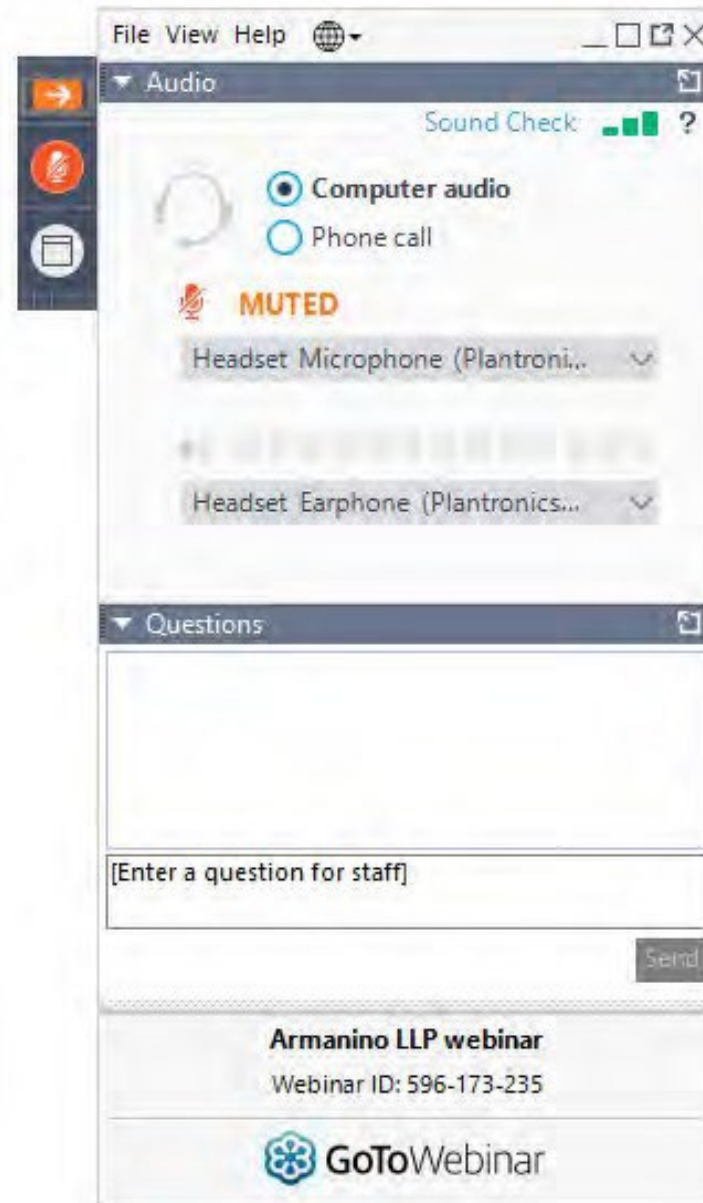 File View Help
Audio
Sound Check ?
Computer audio
Phone call
MUTED
Headset Microphone (Plantroni...
Headset Earphone (Plantronics...
Questions
[Enter a question for staff]
Send
Armanino LLP webinar
Webinar ID: 596-173-235
GoToWebinar